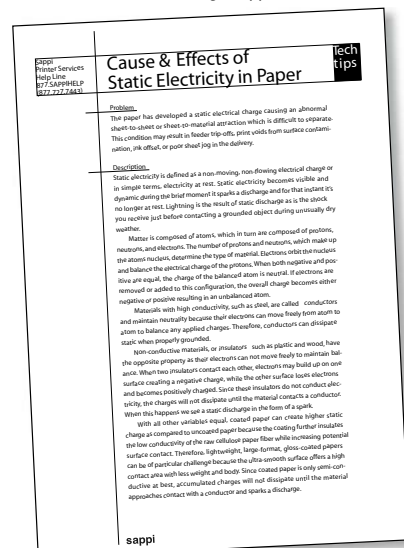 Sappi
Printer Services
Help Line
877.SAPPIHELP
(877.727.7443)
Cause & Effects of
Static Electricity in Paper
Tech
tips
Problem
The paper has developed a static electrical charge causing an abnormal
sheet-to-sheet or sheet-to-material attraction which is difficult to separate.
This condition may result in feeder trip-offs, print voids from surface contami-
nation, ink offset, or poor sheet jog in the delivery.
Description
Static electricity is defined as a non-moving, non-flowing electrical charge or
in simple terms, electricity at rest. Static electricity becomes visible and
dynamic during the brief moment it sparks a discharge and for that instant it's
no longer at rest. Lightning is the result of static discharge as is the shock
you receive just before contacting a grounded object during unusually dry
weather.
Matter is composed of atoms, which in turn are composed of protons,
neutrons, and electrons. The number of protons and neutrons, which make up
the atoms nucleus, determine the type of material. Electrons orbit the nucleus
and balance the electrical charge of the protons. When both negative and pos-
itive are equal, the charge of the balanced atom is neutral. If electrons are
removed or added to this configuration, the overall charge becomes either
negative or positive resulting in an unbalanced atom.
Materials with high conductivity, such as steel, are called conductors
and maintain neutrality because their electrons can move freely from atom to
atom to balance any applied charges. Therefore, conductors can dissipate
static when properly grounded.
Non-conductive materials, or insulators such as plastic and wood, have
the opposite property as their electrons can not move freely to maintain bal-
ance. When two insulators contact each other, electrons may build up on one
surface creating a negative charge, while the other surface loses electrons
and becomes positively charged. Since these insulators do not conduct elec-
tricity, the charges will not dissipate until the material contacts a conductor.
When this happens we see a static discharge in the form of a spark.
With all other variables equal, coated paper can create higher static
charge as compared to uncoated paper because the coating further insulates
the low conductivity of the raw cellulose paper fiber while increasing potential
surface contact. Therefore, lightweight, large-format, gloss-coated papers
can be of particular challenge because the ultra-smooth surface offers a high
contact area with less weight and body. Since coated paper is only semi-con-
ductive at best, accumulated charges will not dissipate until the material
approaches contact with a conductor and sparks a discharge.
sappi